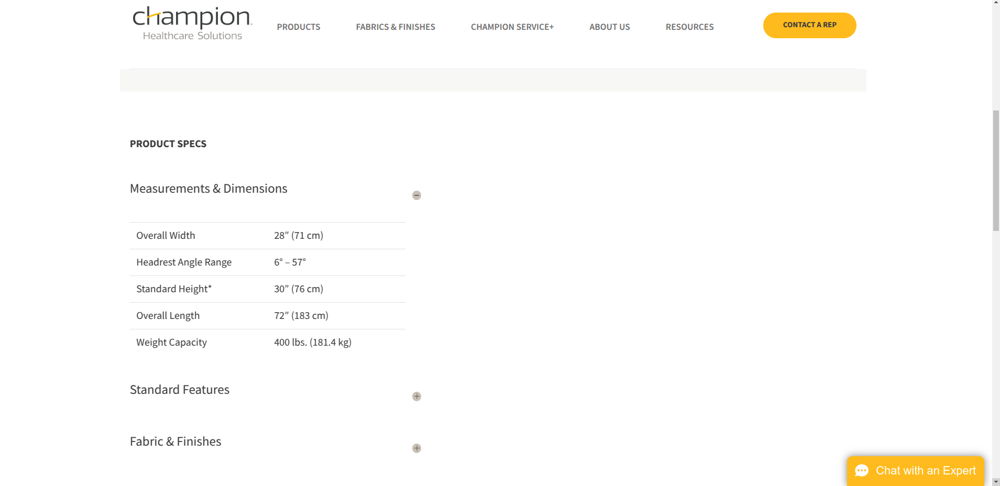 champion
Healthcare Solutions
PRODUCTS
FABRICS & FINISHES
CHAMPION SERVICE+
ABOUT US
RESOURCES
CONTACT A REP
PRODUCT SPECS
Measurements & Dimensions
Overall Width 28″ (71 cm)
Headrest Angle Range 6° – 57°
Standard Height* 30″ (76 cm)
Overall Length 72″ (183 cm)
Weight Capacity 400 lbs. (181.4 kg)
Standard Features
Fabric & Finishes
Chat with an Expert